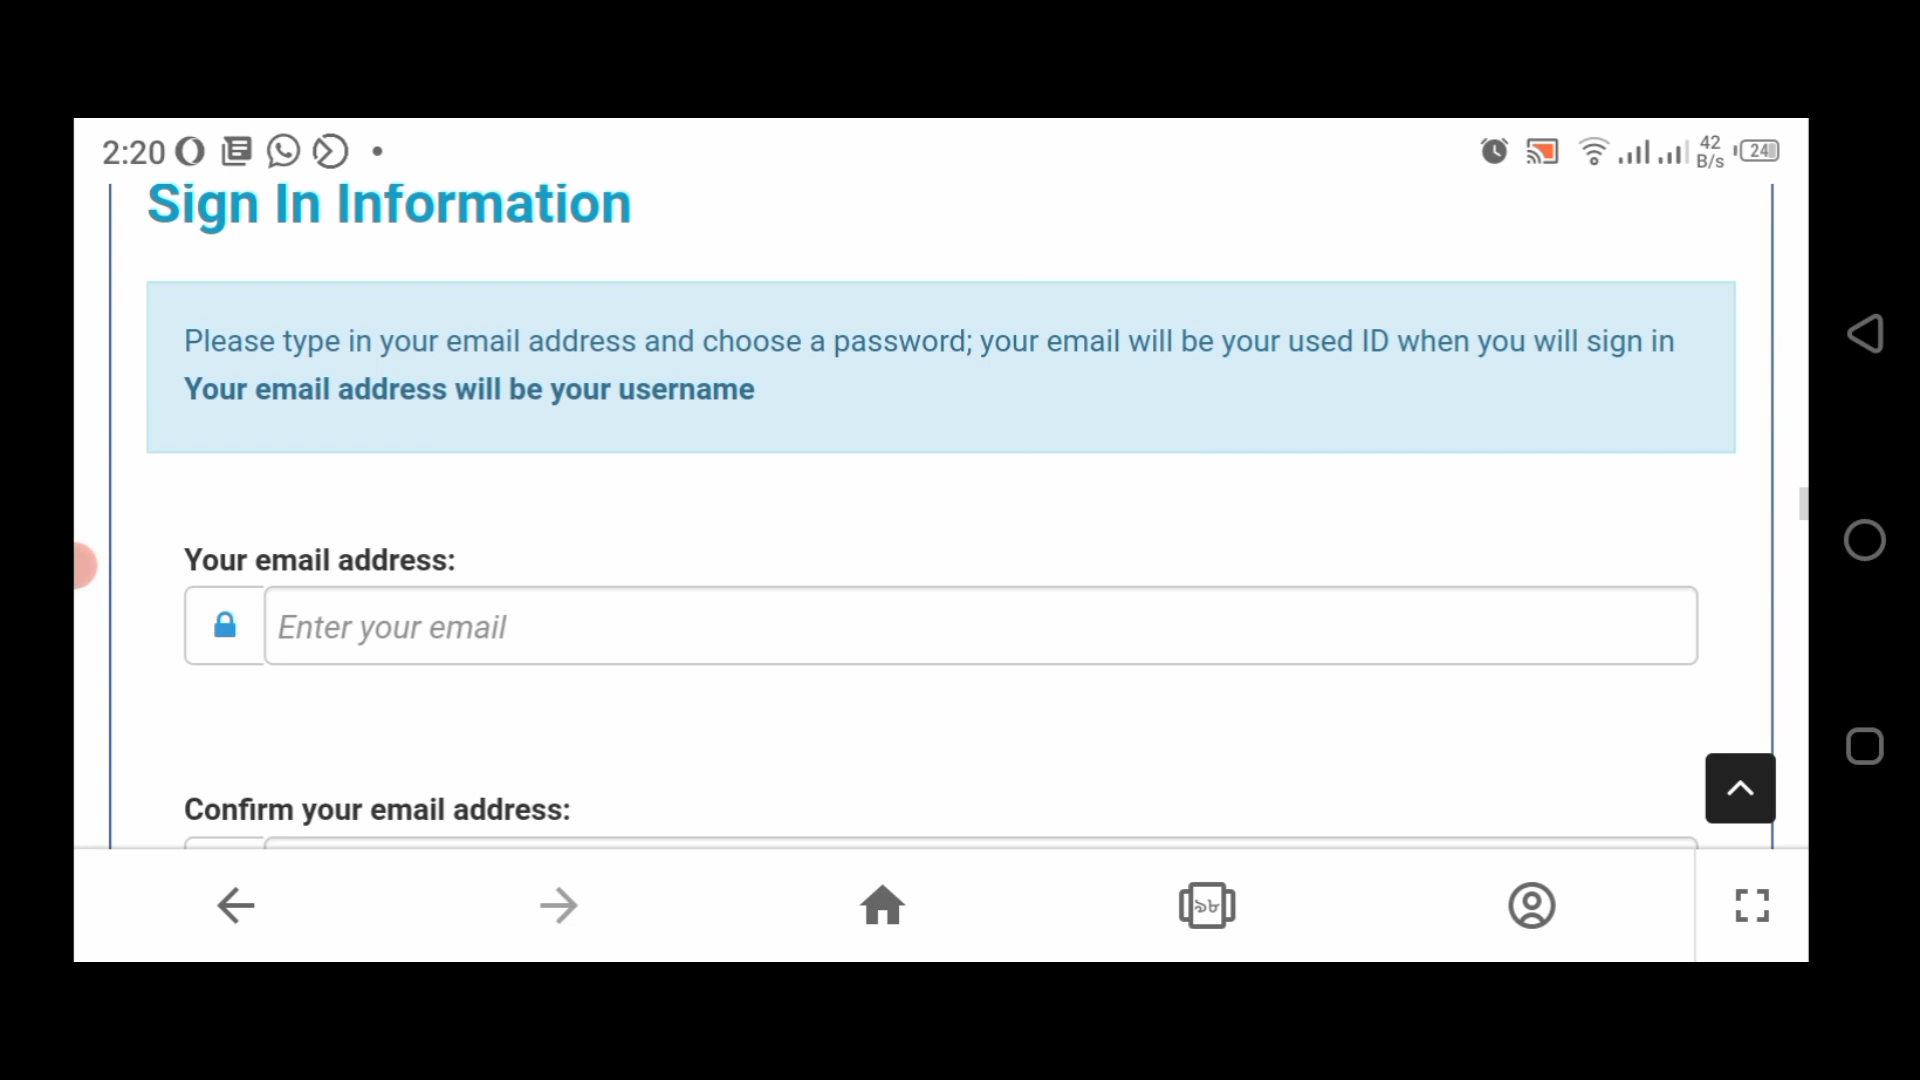 2:20
42
B/s
24
Sign In Information
Please type in your email address and choose a password; your email will be your used ID when you will sign in
Your email address will be your username
Your email address:
Enter your email
Confirm your email address:
১৮